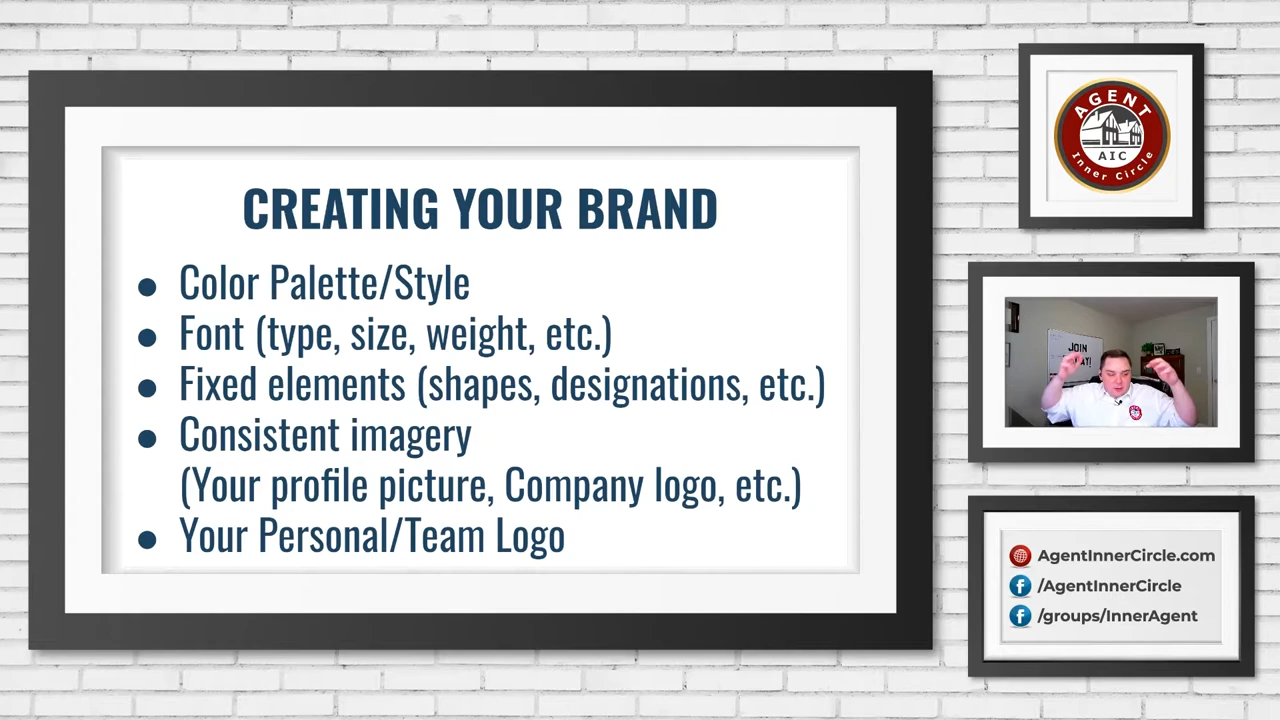 CREATING YOUR BRAND
● Color Palette/Style
● Font (type, size, weight, etc.)
● Fixed elements (shapes, designations, etc.)
● Consistent imagery
(Your profile picture, Company logo, etc.)
● Your Personal/Team Logo
AGENT
AIC
Inner Circle
JOIN
AgentInnerCircle.com
/AgentInnerCircle
/groups/InnerAgent